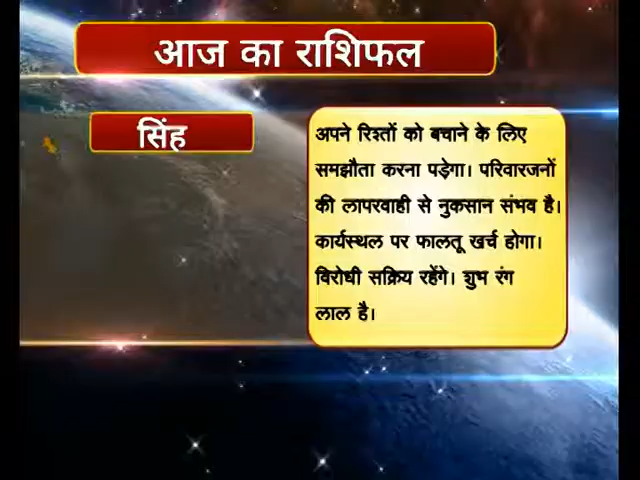 आज का राशिफल
सिंह
अपने रिश्तों को बचाने के लिए
समझौता करना पड़ेगा। परिवारजनों
की लापरवाही से नुकसान संभव है।
कार्यस्थल पर फालतू खर्च होगा।
विरोधी सक्रिय रहेंगे। शुभ रंग
लाल है।